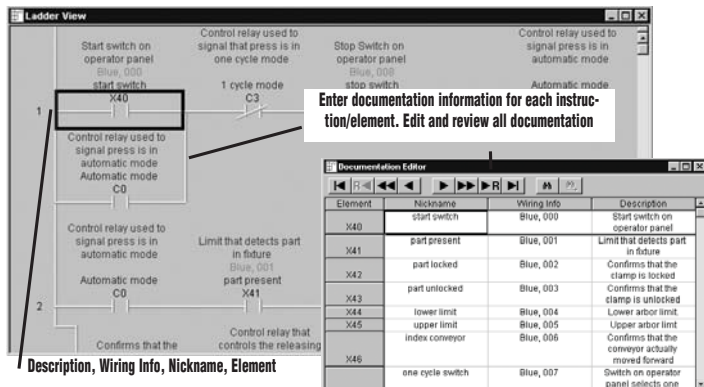 Ladder View
Control relay used to
signal that press is in
one cycle mode
1 cycle mode
C3
Control relay used to
signal press is in
automatic mode
Automatic mode
Start switch on
operator panel
Blue, 000
start switch
X40
Stop Switch
on
operator panel
Blue, 008
stop switch
1
Enter documentation information for each instruc-
tion/element. Edit and review all documentation
Control relay used to
signal press is in
automatic mode
Automatic mode
C0
Control relay used to
signal press is in
automatic mode
Automatic mode
C0
Limit that detects part
in fixture
Blue, 001
part present
X41
2
Confirms that the
Control relay that
controls the releasing
Description, Wiring Info, Nickname, Element
Documentation Editor
R R
Element Nickname Wiring Info Description
X40 start switch Blue, 000 Start switch on
operator panel
X41 part present Blue, 001 Limit that detects part
in fixture
X42 part locked Blue, 002 Confirms that the
clamp is locked
X43 part unlocked Blue, 003 Confirms that the
clamp is unlocked
X44 lower limit Blue, 004 Lower arbor limit.
X45 upper limit Blue, 005 Upper arbor limt
X46 index conveyor Blue, 006 Confirms that the
conveyor actually
moved forward
one cycle switch Blue, 007 Switch on operator
panel selects one